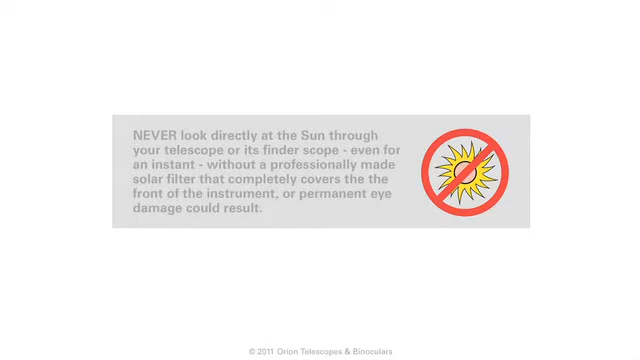 NEVER look directly at the Sun through
your telescope or its finder scope - even for
an instant - without a professionally made
solar filter that completely covers the the
front of the instrument, or permanent eye
damage could result.
© 2011 Orion Telescopes & Binoculars